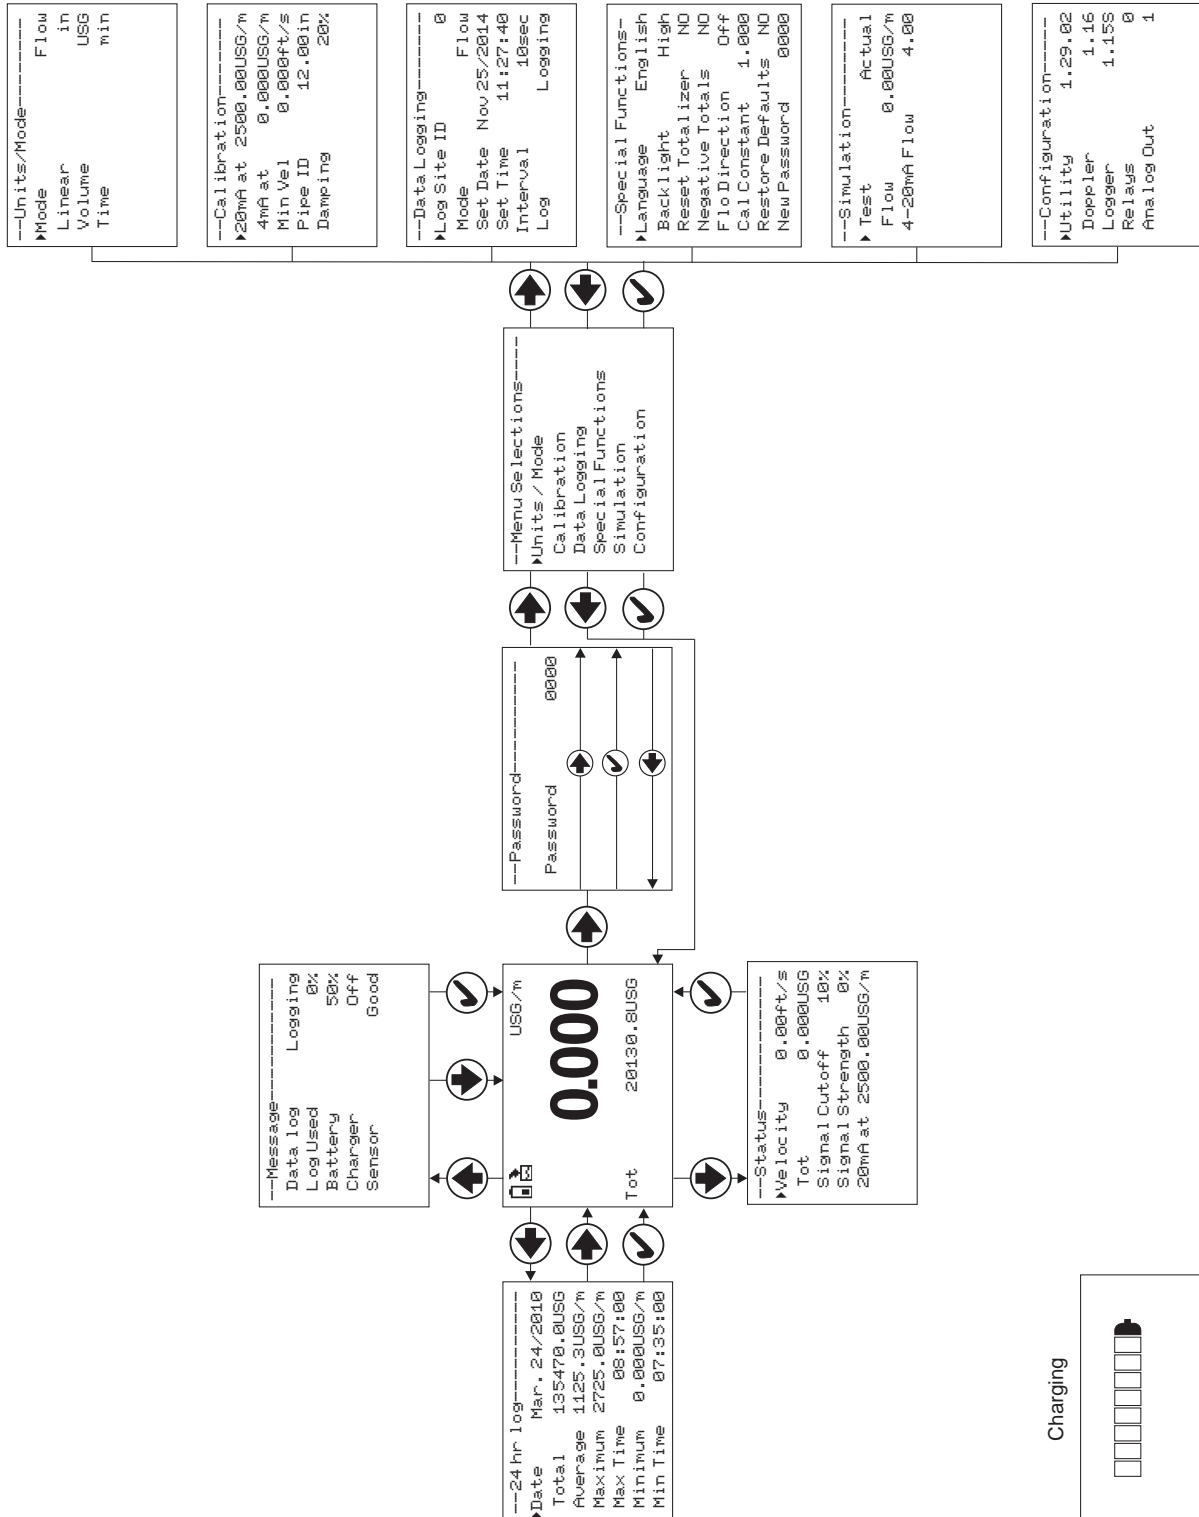 --24 hr log----------
▶Date Mar. 24/2010
Total 135470.0USG
Average 1125.3USG/m
Maximum 2725.0USG/m
Max Time 08:57:00
Minimum 0.000USG/m
Min Time 07:35:00
--Message------------
Data log Logging
Log Used 0%
Battery 50%
Charger Off
Sensor Good
USG/m
0.000
Tot 20130.8USG
--Status-------------
▶Velocity 0.00ft/s
Tot 0.000USG
Signal Cutoff 10%
Signal Strength 0%
20mA at 2500.00USG/m
--Password-----------
Password 0000
--Menu Selections-----
▶Units / Mode
Calibration
Data Logging
Special Functions
Simulation
Configuration
--Units/Mode---------
▶Mode Flow
Linear in
Volume USG
Time min
--Calibration--------
▶20mA at 2500.00USG/m
4mA at 0.000USG/m
Min Vel 0.000ft/s
Pipe ID 12.00in
Damping 20%
--Data Logging-------
▶Log Site ID 0
Mode Flow
Set Date Nov 25/2014
Set Time 11:27:40
Interval 10sec
Log Logging
--Special Functions-
▶Language English
Backlight High
Reset Totalizer NO
Negative Totals NO
Flo Direction Off
Cal Constant 1.000
Restore Defaults NO
New Password 0000
--Simulation---------
▶Test Actual
Flow 0.00USG/m
4-20mA Flow 4.00
--Configuration------
▶Utility 1.29.02
Doppler 1.16
Logger 1.15S
Relays 0
Analog Out 1
Charging